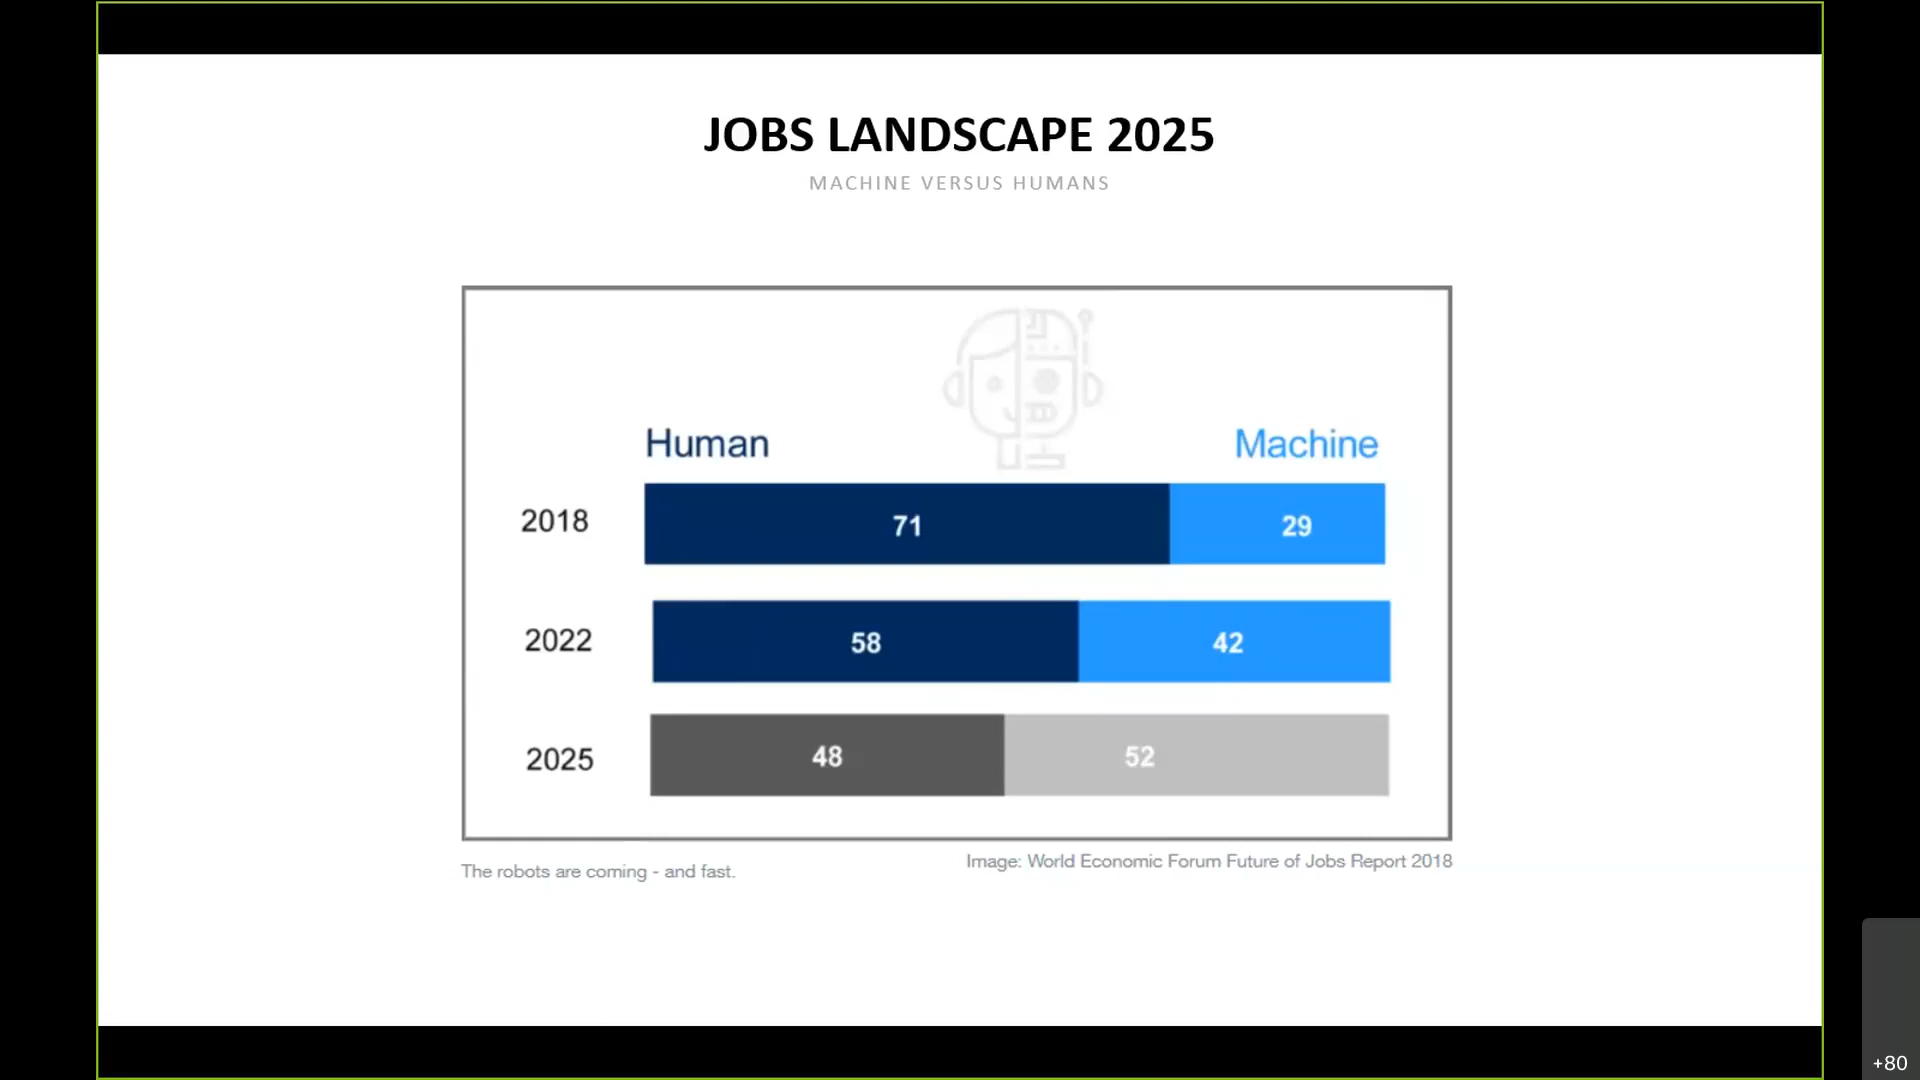 JOBS LANDSCAPE 2025
MACHINE VERSUS HUMANS
Human Machine
2018 71 29
2022 58 42
2025 48 52
The robots are coming - and fast.
Image: World Economic Forum Future of Jobs Report 2018
+80